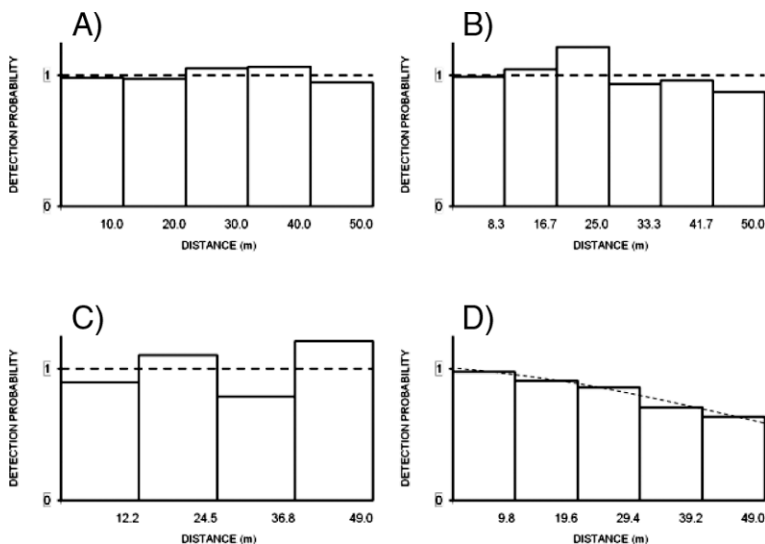 A)
DETECTION PROBABILITY
1
0
10.0 20.0 30.0 40.0 50.0
DISTANCE (m)
B)
DETECTION PROBABILITY
1
0
8.3 16.7 25.0 33.3 41.7 50.0
DISTANCE (m)
C)
DETECTION PROBABILITY
1
0
12.2 24.5 36.8 49.0
DISTANCE (m)
D)
DETECTION PROBABILITY
1
0
9.8 19.6 29.4 39.2 49.0
DISTANCE (m)